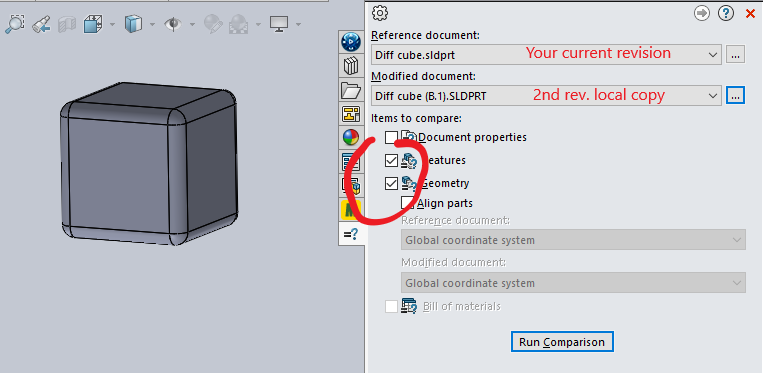 Reference document:
Diff cube.sldprt Your current revision ...
Modified document:
Diff cube (B.1).SLDPRT 2nd rev. local copy ...
Items to compare:
Document properties
Geometry
Align parts
Reference document:
Global coordinate system
Modified document:
Global coordinate system
Bill of materials
Run Comparison